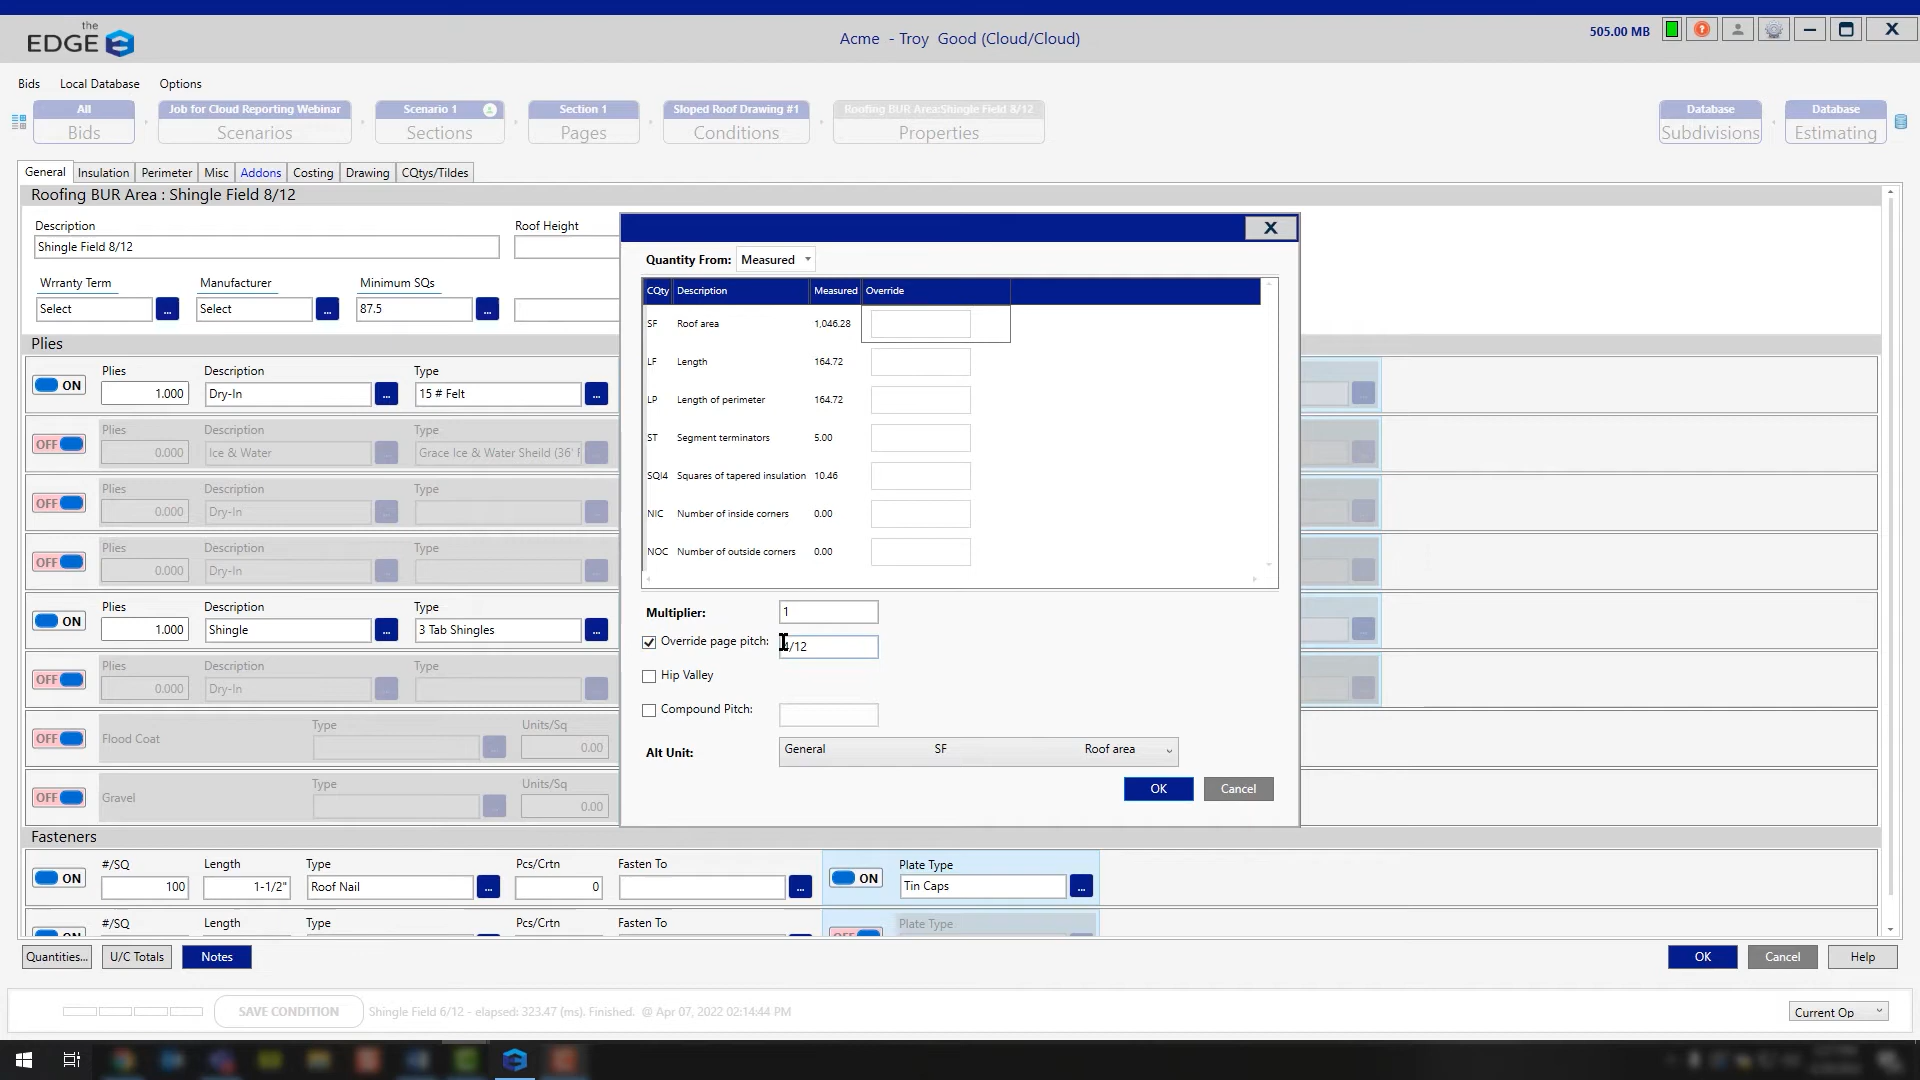 the
EDGE
Acme - Troy Good (Cloud/Cloud)
505.00 MB
Bids Local Database Options
All
Bids
Job for Cloud Reporting Webinar
Scenarios
Scenario 1
Sections
Section 1
Pages
Sloped Roof Drawing #1
Conditions
Roofing BUR Area:Shingle Field 8/12
Properties
Database
Subdivisions
Database
Estimating
General Insulation Perimeter Misc Addons Costing Drawing CQtys/Tildes
Roofing BUR Area : Shingle Field 8/12
Description Roof Height
Shingle Field 8/12
Wrranty Term Manufacturer Minimum SQs
Select ... Select ... 87.5 ...
Plies
Plies Description Type
ON 1.000 Dry-In ... 15 # Felt ...
Plies Description Type
OFF 0.000 Ice & Water ... Grace Ice & Water Sheild (36' ...
Plies Description Type
OFF 0.000 Dry-In ... ...
Plies Description Type
OFF 0.000 Dry-In ... ...
Plies Description Type
ON 1.000 Shingle ... 3 Tab Shingles ...
Plies Description Type
OFF 0.000 Dry-In ... ...
Type Units/Sq
OFF Flood Coat ... 0.00
Type Units/Sq
OFF Gravel ... 0.00
Fasteners
#/SQ Length Type Pcs/Crtn Fasten To Plate Type
ON 100 1-1/2" Roof Nail ... 0 ... ON Tin Caps ...
#/SQ Length Type Pcs/Crtn Fasten To Plate Type
ON OFF
X
Quantity From: Measured
CQty Description Measured Override
SF Roof area 1,046.28
LF Length 164.72
LP Length of perimeter 164.72
ST Segment terminators 5.00
SQI4 Squares of tapered insulation 10.46
NIC Number of inside corners 0.00
NOC Number of outside corners 0.00
Multiplier: 1
Override page pitch: /12
Hip Valley
Compound Pitch:
Alt Unit: General SF Roof area
OK Cancel
Quantities... U/C Totals Notes OK Cancel Help
SAVE CONDITION Shingle Field 6/12 - elapsed: 323.47 (ms). Finished. @ Apr 07, 2022 02:14:44 PM Current Op